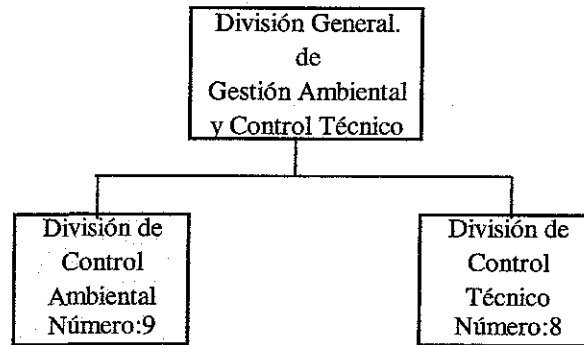 División General.
de
Gestión Ambiental
y Control Técnico
División de
Control
Ambiental
Número:9
División de
Control
Técnico
Número:8